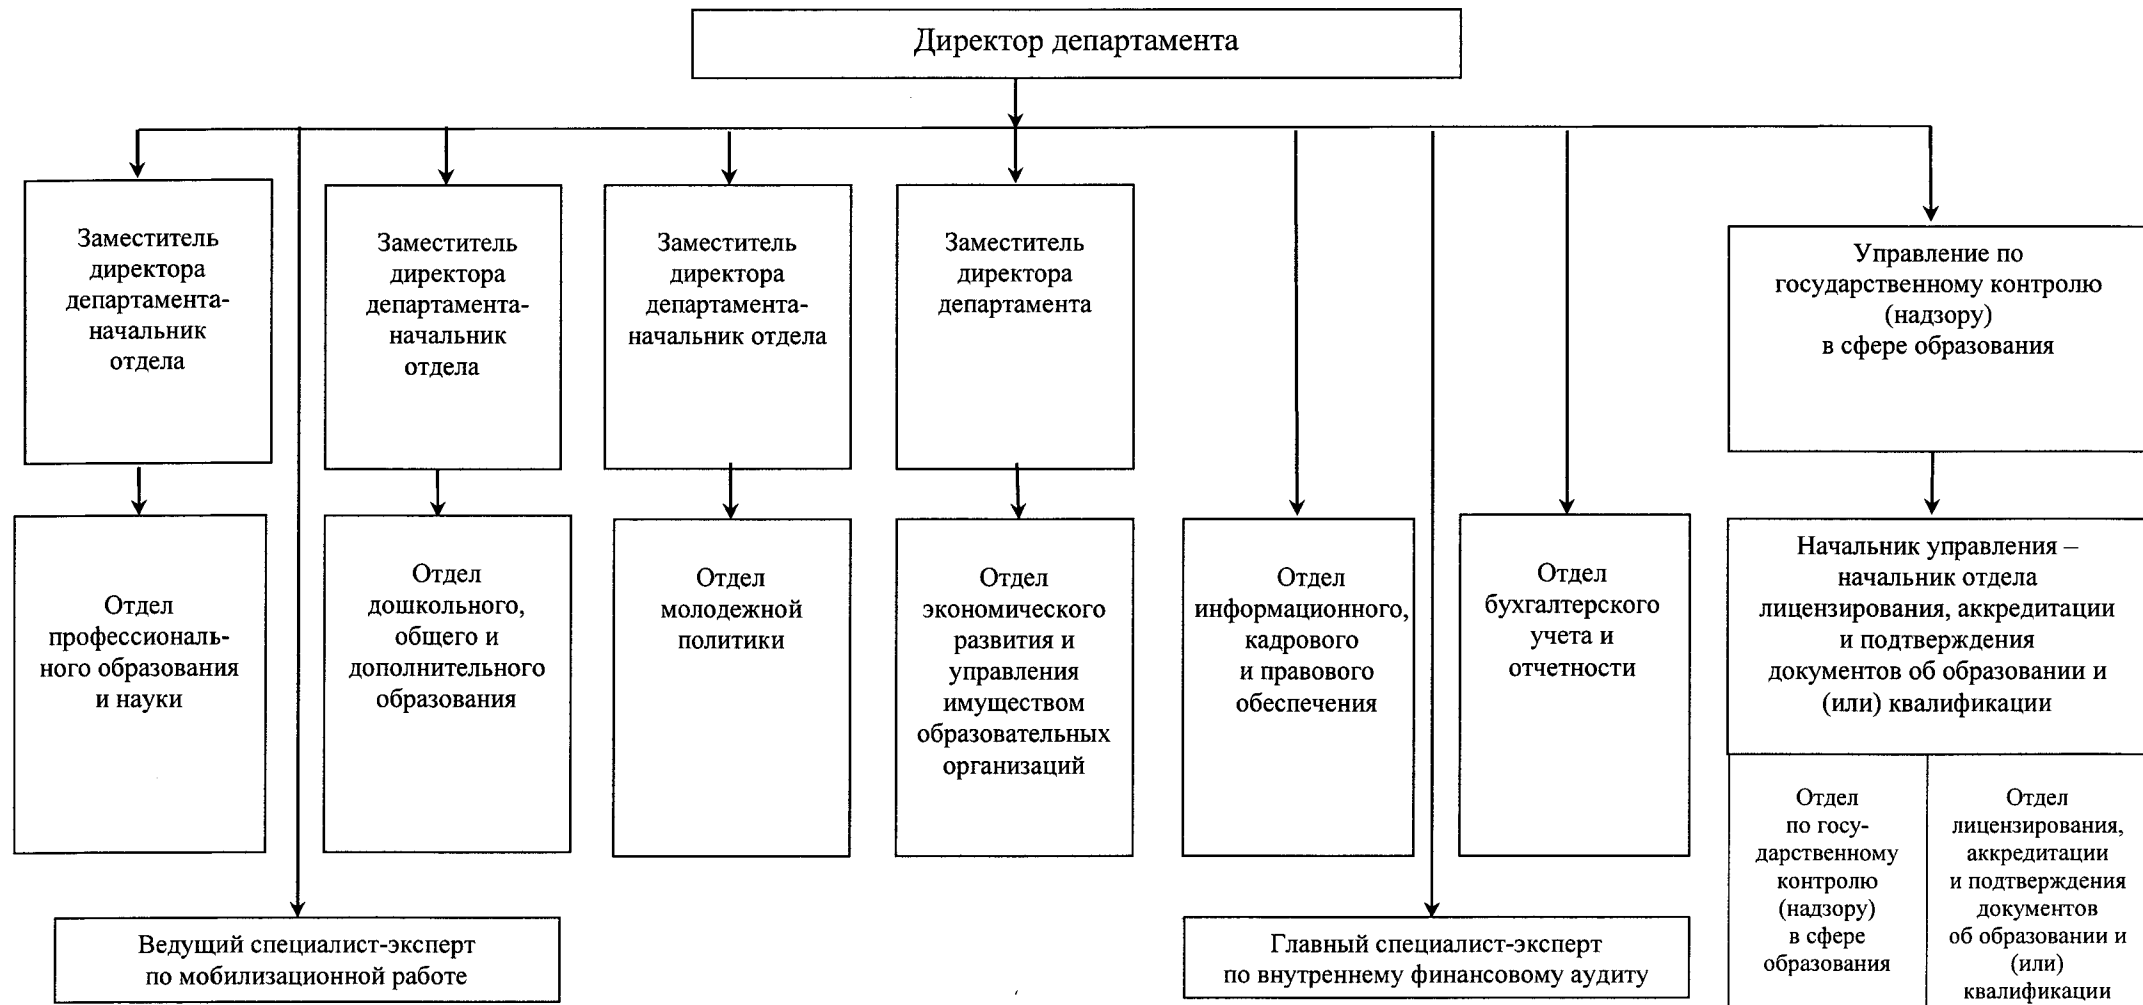 Директор департамента
Заместитель
директора
департамента-
начальник
отдела
Заместитель
директора
департамента-
начальник
отдела
Заместитель
директора
департамента-
начальник отдела
Заместитель
директора
департамента
Управление по
государственному контролю
(надзору)
в сфере образования
Отдел
профессиональ-
ного образования
и науки
Отдел
дошкольного,
общего и
дополнительного
образования
Отдел
молодежной
политики
Отдел
экономического
развития и
управления
имуществом
образовательных
организаций
Отдел
информационного,
кадрового
и правового
обеспечения
Отдел
бухгалтерского
учета и
отчетности
Начальник управления –
начальник отдела
лицензирования, аккредитации
и подтверждения
документов об образовании и
(или) квалификации
Отдел
по госу-
дарственному
контролю
(надзору)
в сфере
образования
Отдел
лицензирования,
аккредитации
и подтверждения
документов
об образовании и
(или)
квалификации
Ведущий специалист-эксперт
по мобилизационной работе
Главный специалист-эксперт
по внутреннему финансовому аудиту